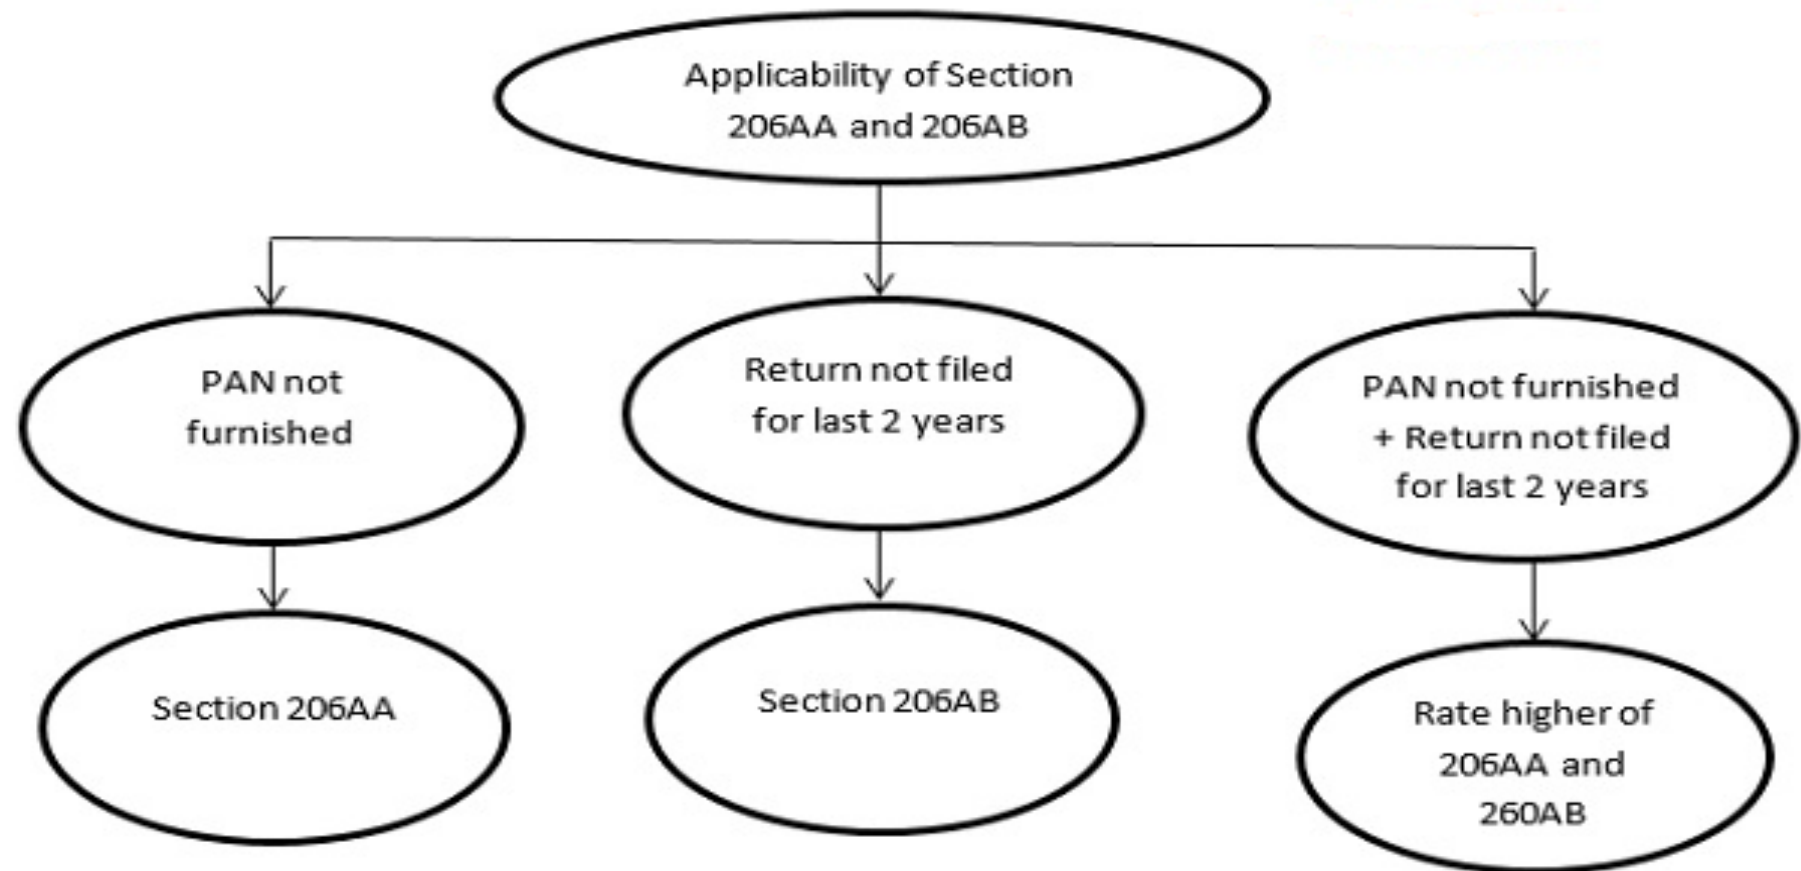 Applicability of Section
206AA and 206AB
PAN not
furnished
Return not filed
for last 2 years
PAN not furnished
+ Return not filed
for last 2 years
Section 206AA
Section 206AB
Rate higher of
206AA and
260AB